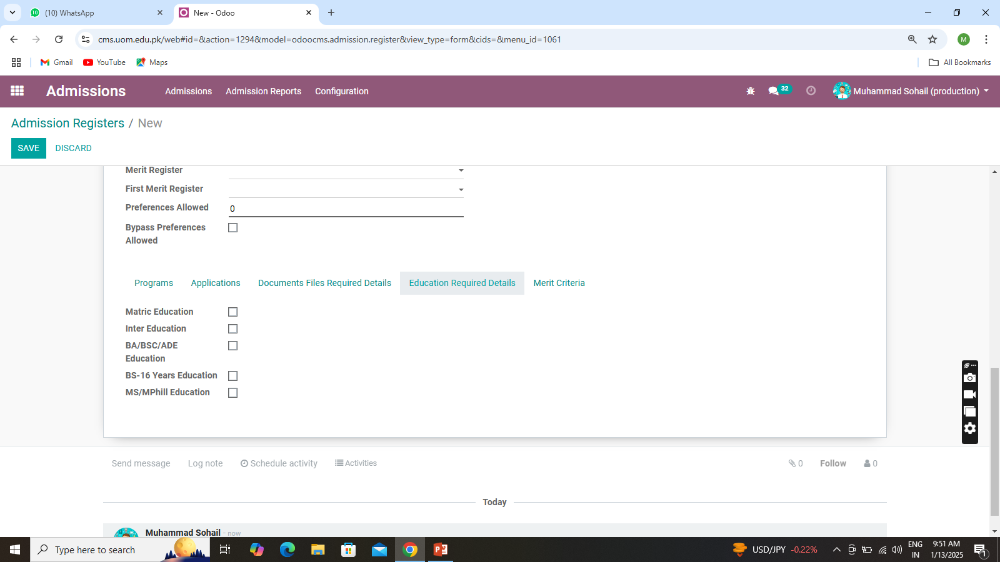 (10) WhatsApp
New - Odoo
cms.uom.edu.pk/web#id=&action=1294&model=odoocms.admission.register&view_type=form&cids=&menu_id=1061
M
Gmail
YouTube
Maps
All Bookmarks
Admissions
Admissions
Admission Reports
Configuration
32
Muhammad Sohail (production)
Admission Registers / New
SAVE
DISCARD
Merit Register
First Merit Register
Preferences Allowed
0
Bypass Preferences
Allowed
Programs
Applications
Documents Files Required Details
Education Required Details
Merit Criteria
Matric Education
Inter Education
BA/BSC/ADE
Education
BS-16 Years Education
MS/MPhill Education
Send message
Log note
Schedule activity
Activities
0
Follow
0
Today
Muhammad Sohail - now
Type here to search
USD/JPY -0.22%
ENG
IN
9:51 AM
1/13/2025
1